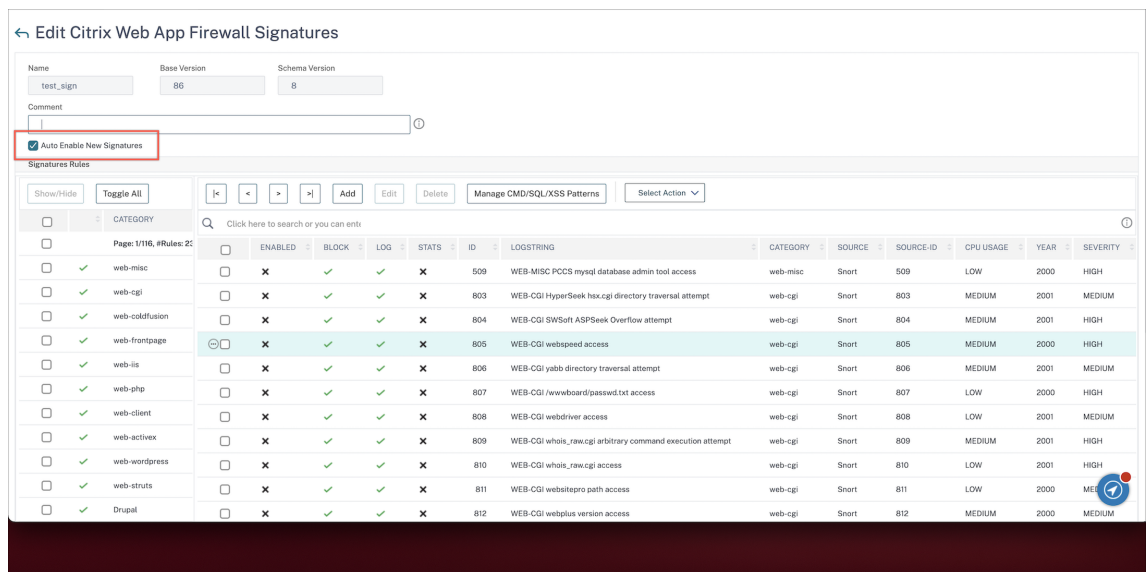 Edit Citrix Web App Firewall Signatures
Name Base Version Schema Version
test_sign 86 8
Comment
Auto Enable New Signatures
Signatures Rules
Show/Hide Toggle All |< < > >| Add Edit Delete Manage CMD/SQL/XSS Patterns Select Action
CATEGORY
Click here to search or you can ente
Page: 1/116, #Rules: 23
ENABLED BLOCK LOG STATS ID LOGSTRING CATEGORY SOURCE SOURCE-ID CPU USAGE YEAR SEVERITY
web-misc 509 WEB-MISC PCCS mysql database admin tool access web-misc Snort 509 LOW 2000 HIGH
web-cgi 803 WEB-CGI HyperSeek hsx.cgi directory traversal attempt web-cgi Snort 803 MEDIUM 2001 MEDIUM
web-coldfusion 804 WEB-CGI SWSoft ASPSeek Overflow attempt web-cgi Snort 804 MEDIUM 2001 HIGH
web-frontpage 805 WEB-CGI webspeed access web-cgi Snort 805 MEDIUM 2000 HIGH
web-iis 806 WEB-CGI yabb directory traversal attempt web-cgi Snort 806 MEDIUM 2001 MEDIUM
web-php 807 WEB-CGI /wwwboard/passwd.txt access web-cgi Snort 807 LOW 2000 HIGH
web-client 808 WEB-CGI webdriver access web-cgi Snort 808 LOW 2001 MEDIUM
web-activex 809 WEB-CGI whois_raw.cgi arbitrary command execution attempt web-cgi Snort 809 MEDIUM 2001 HIGH
web-wordpress 810 WEB-CGI whois_raw.cgi access web-cgi Snort 810 LOW 2001 HIGH
web-struts 811 WEB-CGI websitepro path access web-cgi Snort 811 LOW 2000
Drupal 812 WEB-CGI webplus version access web-cgi Snort 812 MEDIUM 2000 MEDIUM